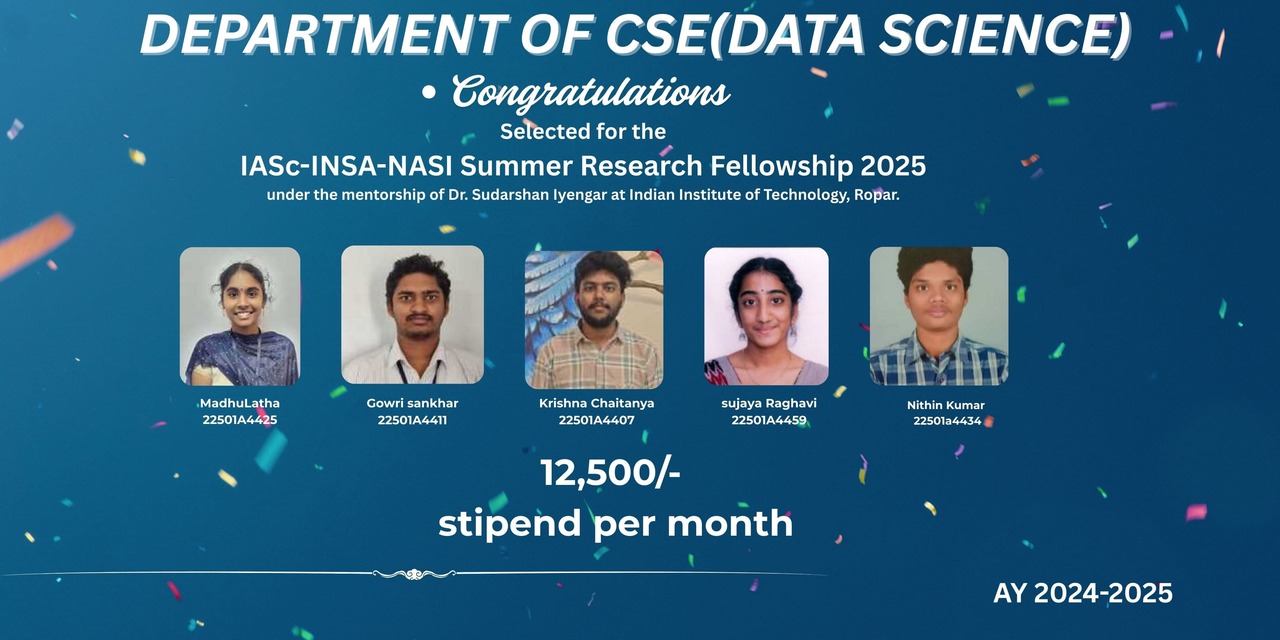 DEPARTMENT OF CSE(DATA SCIENCE)
• Congratulations
Selected for the
IASc-INSA-NASI Summer Research Fellowship 2025
under the mentorship of Dr. Sudarshan Iyengar at Indian Institute of Technology, Ropar.
MadhuLatha
22501A4425
Gowri sankhar
22501A4411
Krishna Chaitanya
22501A4407
sujaya Raghavi
22501A4459
Nithin Kumar
22501a4434
12,500/-
stipend per month
AY 2024-2025